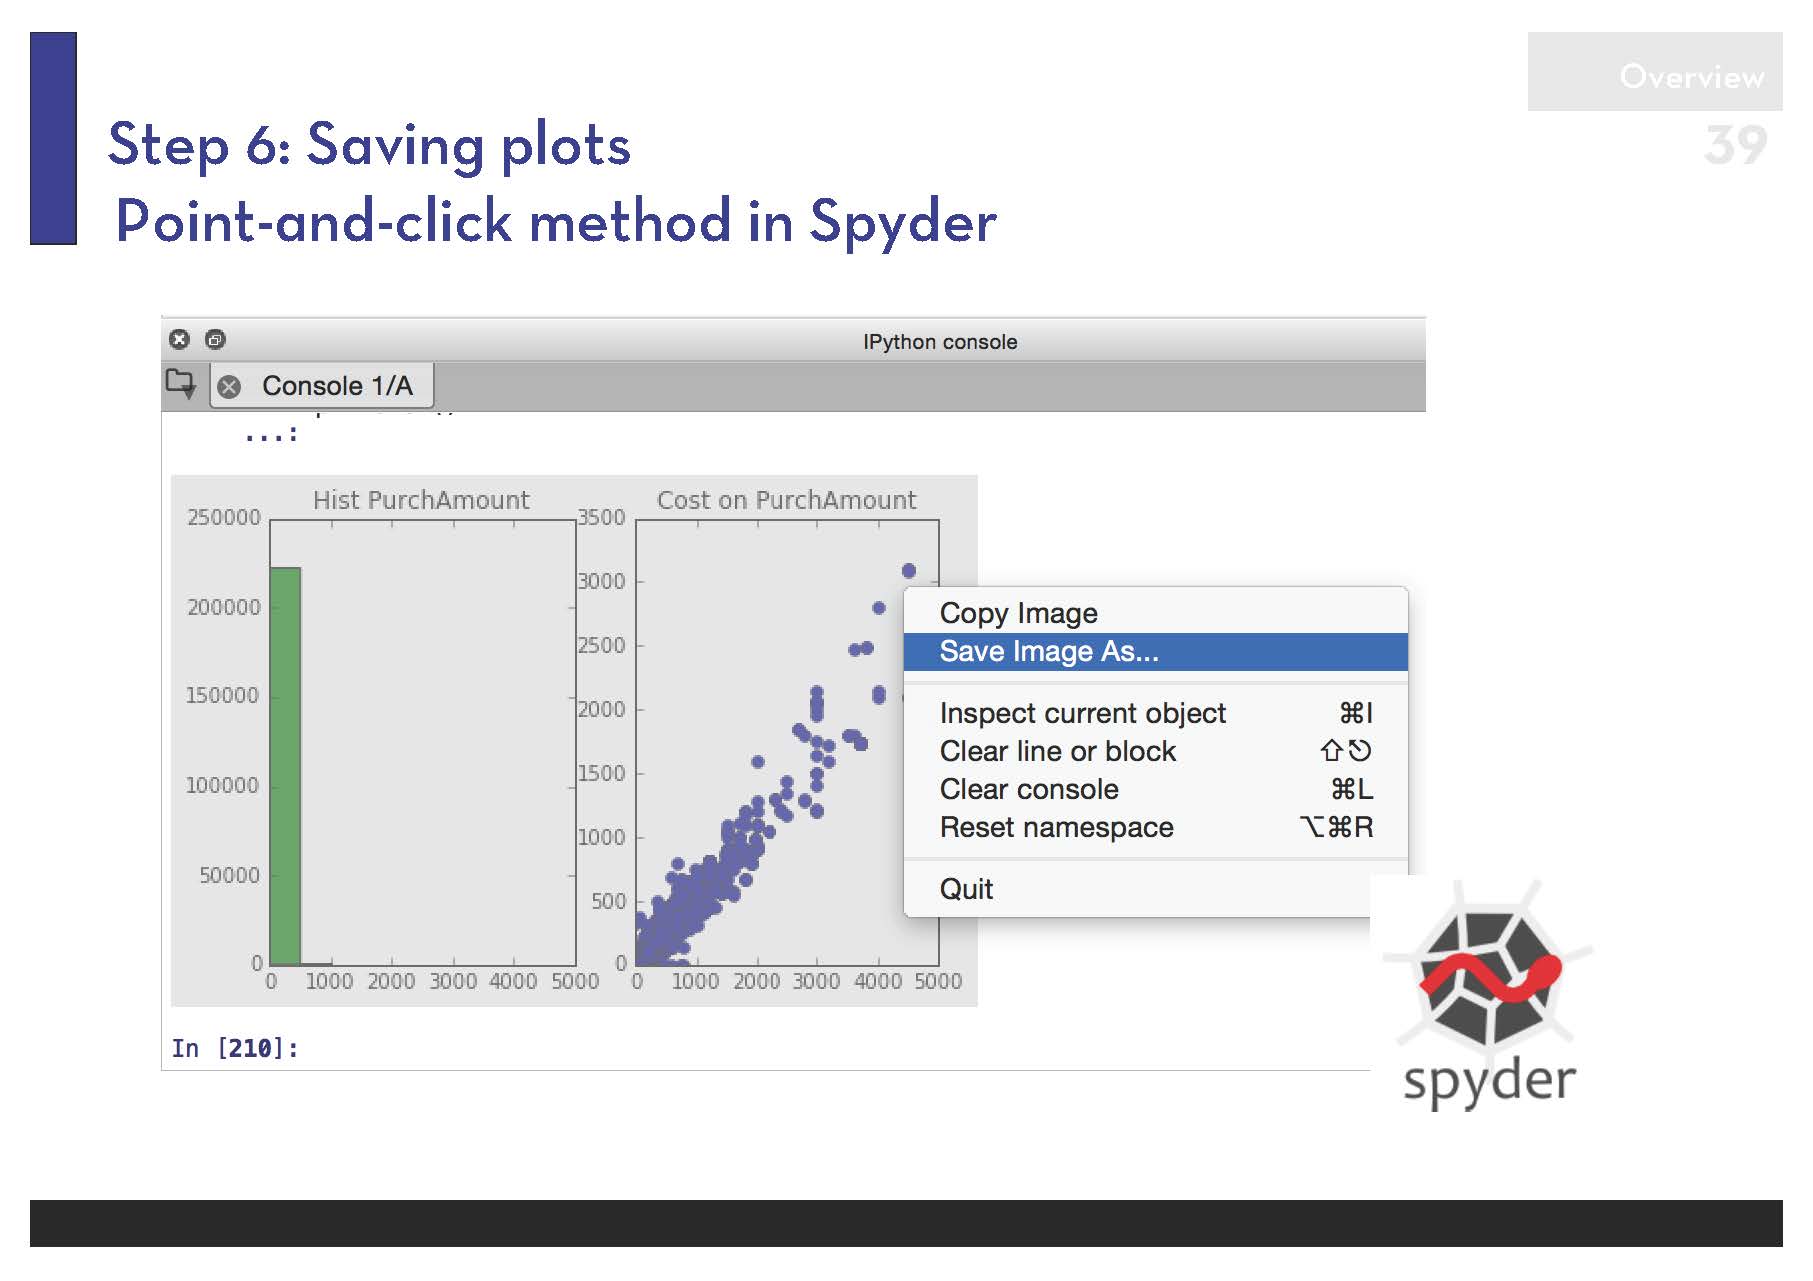 Overview
39
Step 6: Saving plots
Point-and-click method in Spyder
IPython console
Console 1/A
...:
Hist PurchAmount
Cost on PurchAmount
250000
200000
150000
100000
50000
0
0 1000 2000 3000 4000 5000
3500
3000
2500
2000
1500
1000
500
0
0 1000 2000 3000 4000 5000
Copy Image
Save Image As...
Inspect current object ⌘I
Clear line or block ⇧⎋
Clear console ⌘L
Reset namespace ⌥⌘R
Quit
In [210]:
spyder